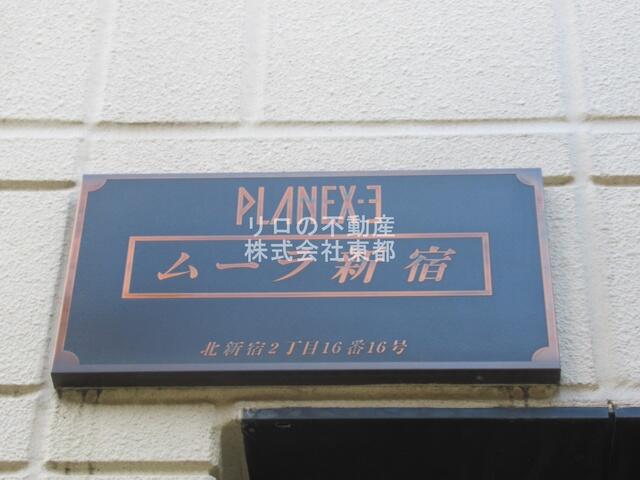 PLANEX-3
リロの不動産
株式会社東都
ムーラ新宿
北新宿2丁目16番16号